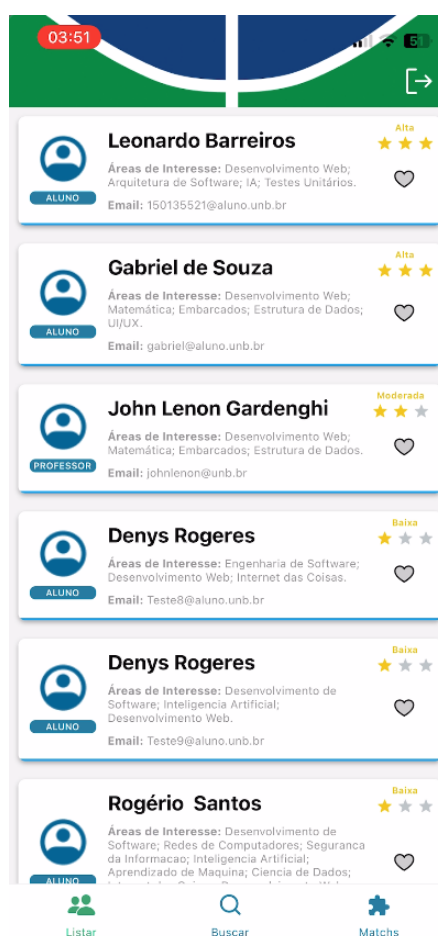 03:51
51
Leonardo Barreiros
Alta
Áreas de Interesse: Desenvolvimento Web;
Arquitetura de Software; IA; Testes Unitários.
ALUNO
Email: 150135521@aluno.unb.br
Gabriel de Souza
Alta
Áreas de Interesse: Desenvolvimento Web;
Matemática; Embarcados; Estrutura de Dados;
UI/UX.
ALUNO
Email: gabriel@aluno.unb.br
John Lenon Gardenghi
Moderada
Áreas de Interesse: Desenvolvimento Web;
Matemática; Embarcados; Estrutura de Dados.
PROFESSOR
Email: johnlenon@unb.br
Denys Rogeres
Baixa
Áreas de Interesse: Engenharia de Software;
Desenvolvimento Web; Internet das Coisas.
ALUNO
Email: Teste8@aluno.unb.br
Denys Rogeres
Baixa
Áreas de Interesse: Desenvolvimento de
Software; Inteligencia Artificial;
Desenvolvimento Web.
ALUNO
Email: Teste9@aluno.unb.br
Rogério Santos
Baixa
Áreas de Interesse: Desenvolvimento de
Software; Redes de Computadores; Seguranca
da Informacao; Inteligencia Artificial;
Aprendizado de Maquina; Ciencia de Dados;
ALUNO
Listar
Buscar
Matchs